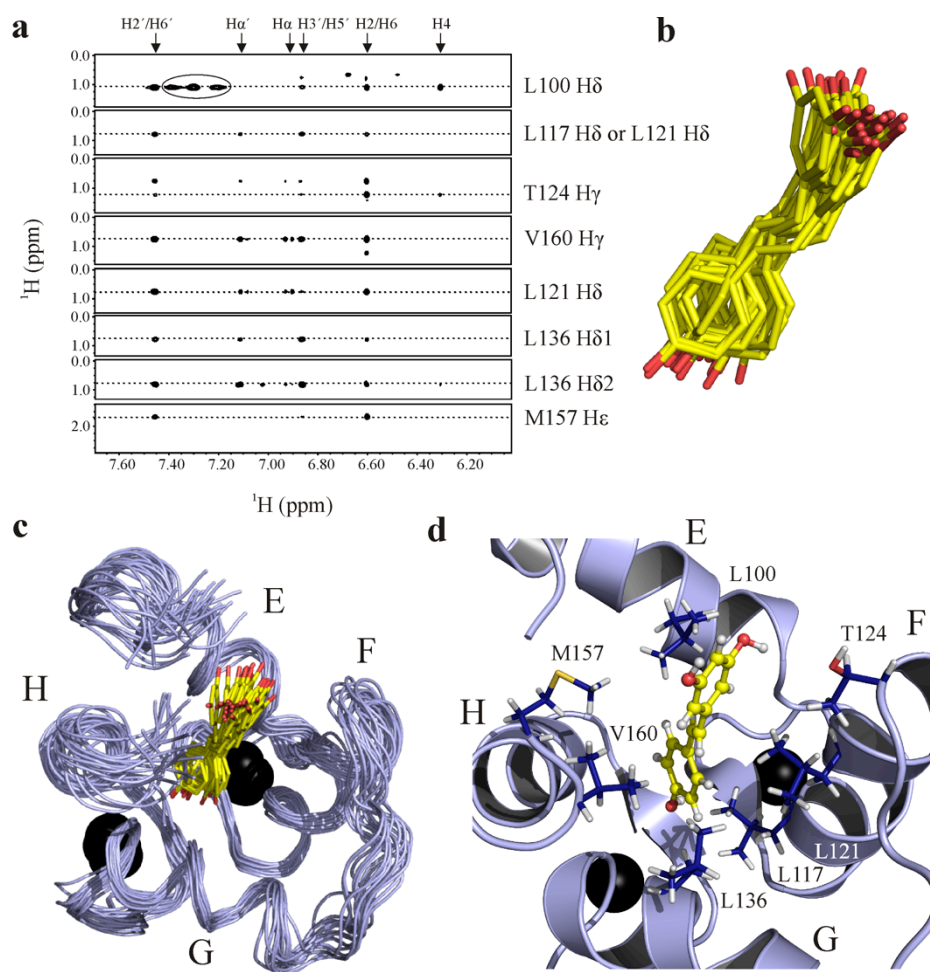 a
H2´/H6´ Hα´ Hα H3´/H5´ H2/H6 H4
0.0
1.0
L100 Hδ
0.0
1.0
L117 Hδ or L121 Hδ
0.0
1.0
T124 Hγ
0.0
1.0
V160 Hγ
0.0
1.0
L121 Hδ
0.0
1.0
L136 Hδ1
0.0
1.0
L136 Hδ2
2.0
M157 Hε
¹H (ppm)
7.60 7.40 7.20 7.00 6.80 6.60 6.40 6.20
¹H (ppm)
b
c
E
F
H
G
d
E
L100
T124
F
M157
H
V160
L121
L117
L136
G